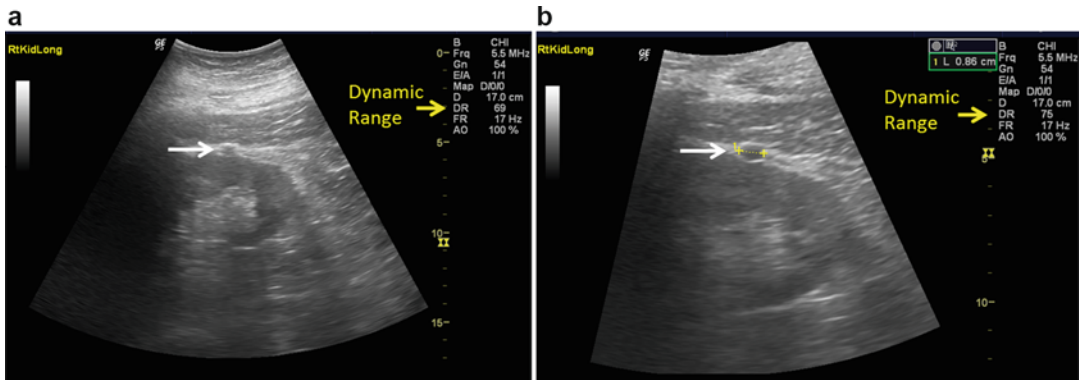 a
RtKidLong
GE
0
B CHI
Frq 5.5 MHz
Gn 54
E/A 1/1
Map D/0/0
D 17.0 cm
DR 69
FR 17 Hz
AO 100 %
Dynamic
Range
5
10
15
b
RtKidLong
1 L 0.86 cm
B CHI
Frq 5.5 MHz
Gn 54
E/A 1/1
Map D/0/0
D 17.0 cm
DR 75
FR 17 Hz
AO 100 %
Dynamic
Range
5
10